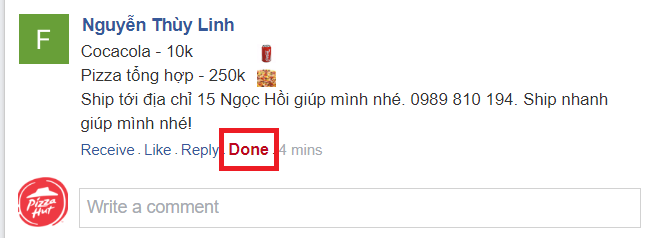 F
Nguyễn Thùy Linh
Cocacola - 10k
Pizza tổng hợp - 250k
Ship tới địa chỉ 15 Ngọc Hồi giúp mình nhé. 0989 810 194. Ship nhanh
giúp mình nhé!
Receive . Like . Reply . Done . 4 mins
Pizza Hut
Write a comment